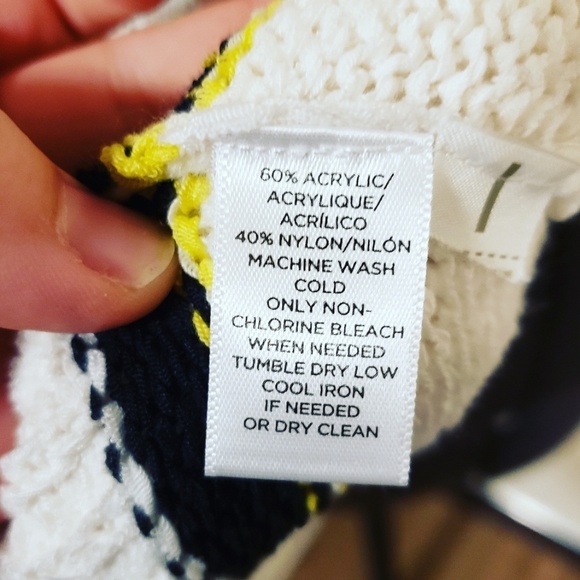 60% ACRYLIC/
ACRYLIQUE/
ACRÍLICO
40% NYLON/NILÓN
MACHINE WASH
COLD
ONLY NON-
CHLORINE BLEACH
WHEN NEEDED
TUMBLE DRY LOW
COOL IRON
IF NEEDED
OR DRY CLEAN